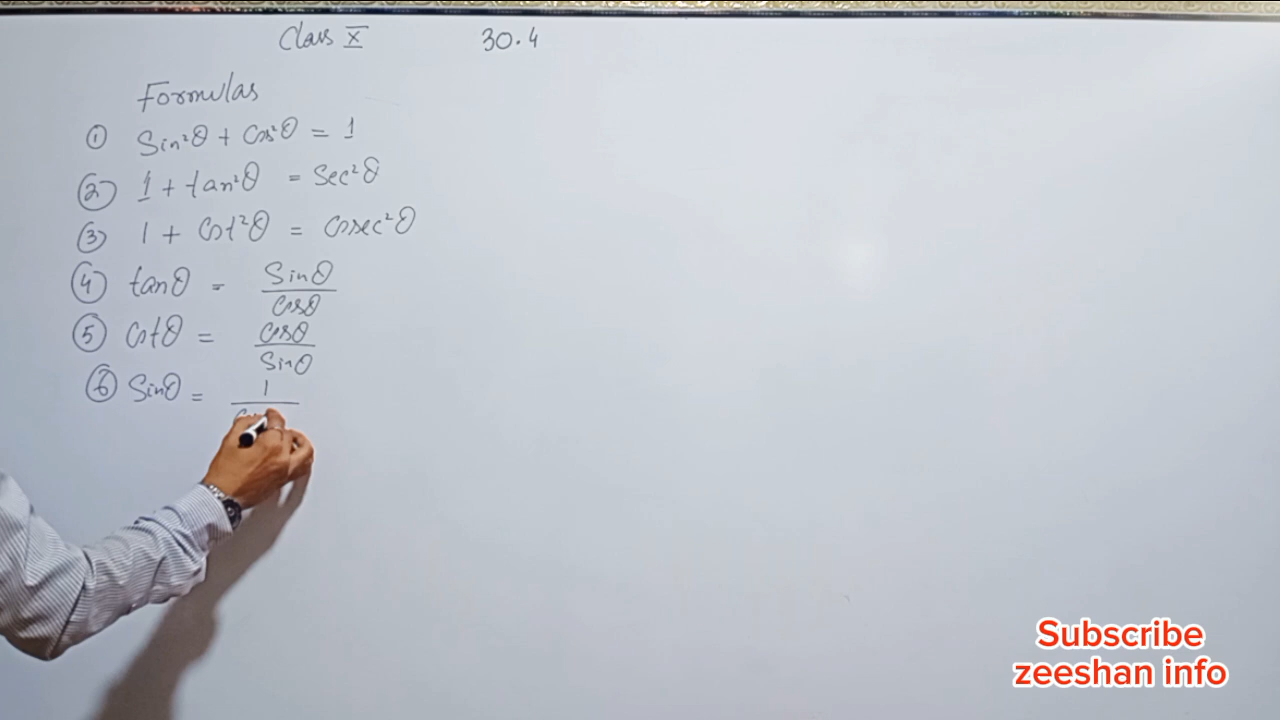 Class X 30.4
Formulas
① Sin²θ + Cos²θ = 1
② 1 + tan²θ = Sec²θ
③ 1 + Cot²θ = Cosec²θ
④ tanθ = Sinθ/Cosθ
⑤ Cotθ = Cosθ/Sinθ
⑥ Sinθ = 1/
Subscribe
zeeshan info